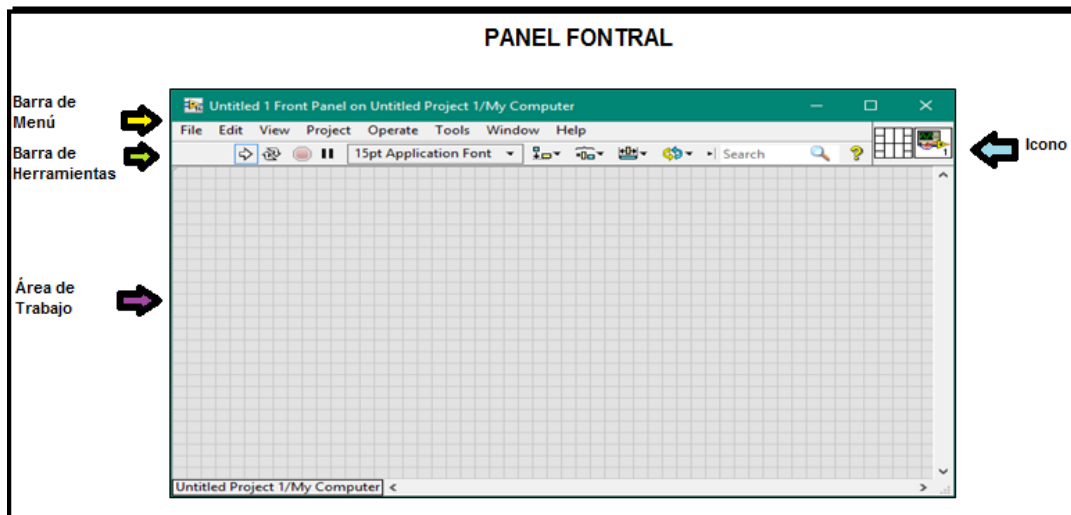 PANEL FONTRAL
Barra de
Menú
Barra de
Herramientas
Área de
Trabajo
Untitled 1 Front Panel on Untitled Project 1/My Computer
File Edit View Project Operate Tools Window Help
15pt Application Font
Search
1
Icono
Untitled Project 1/My Computer